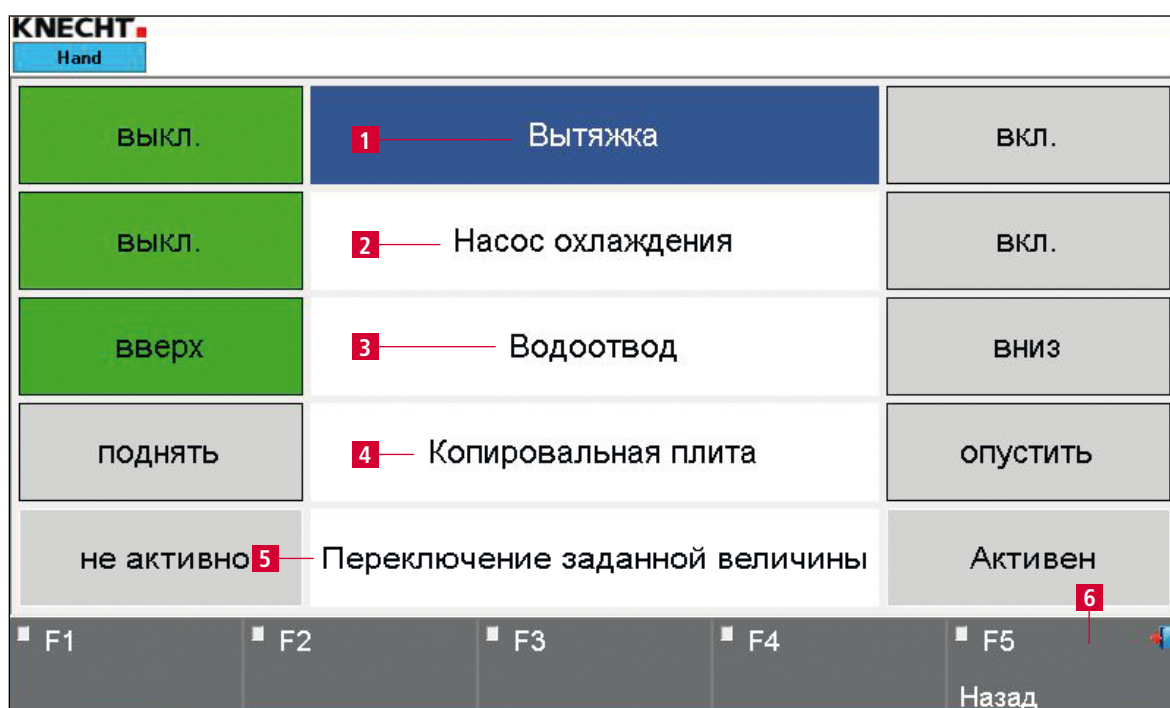 KNECHT
Hand
выкл. 1 Вытяжка вкл.
выкл. 2 Насос охлаждения вкл.
вверх 3 Водоотвод вниз
поднять 4 Копировальная плита опустить
не активно 5 Переключение заданной величины Активен
6
F1 F2 F3 F4 F5
Назад